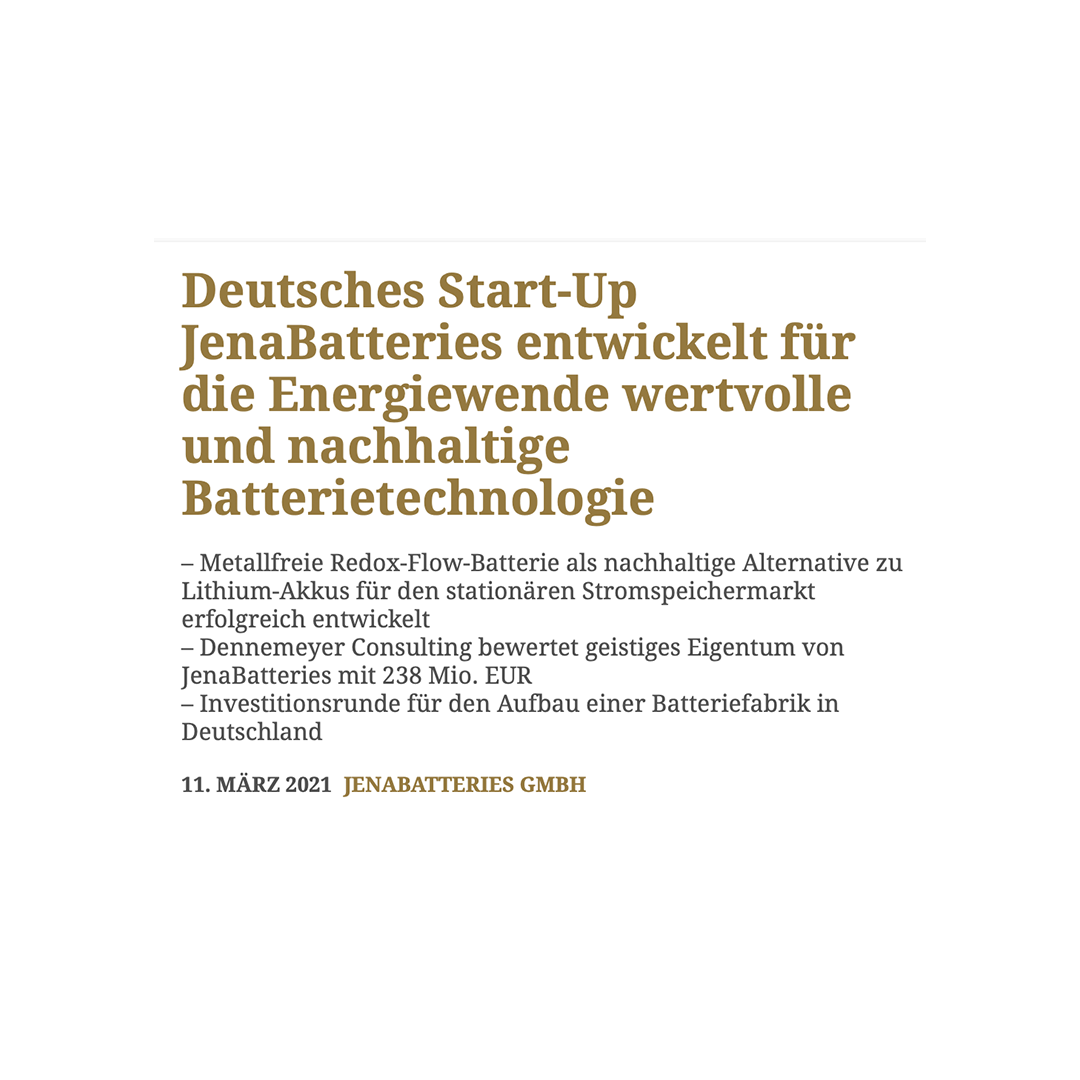 Deutsches Start-Up
JenaBatteries entwickelt für
die Energiewende wertvolle
und nachhaltige
Batterietechnologie
– Metallfreie Redox-Flow-Batterie als nachhaltige Alternative zu
Lithium-Akkus für den stationären Stromspeichermarkt
erfolgreich entwickelt
– Dennemeyer Consulting bewertet geistiges Eigentum von
JenaBatteries mit 238 Mio. EUR
– Investitionsrunde für den Aufbau einer Batteriefabrik in
Deutschland
11. MÄRZ 2021 JENABATTERIES GMBH